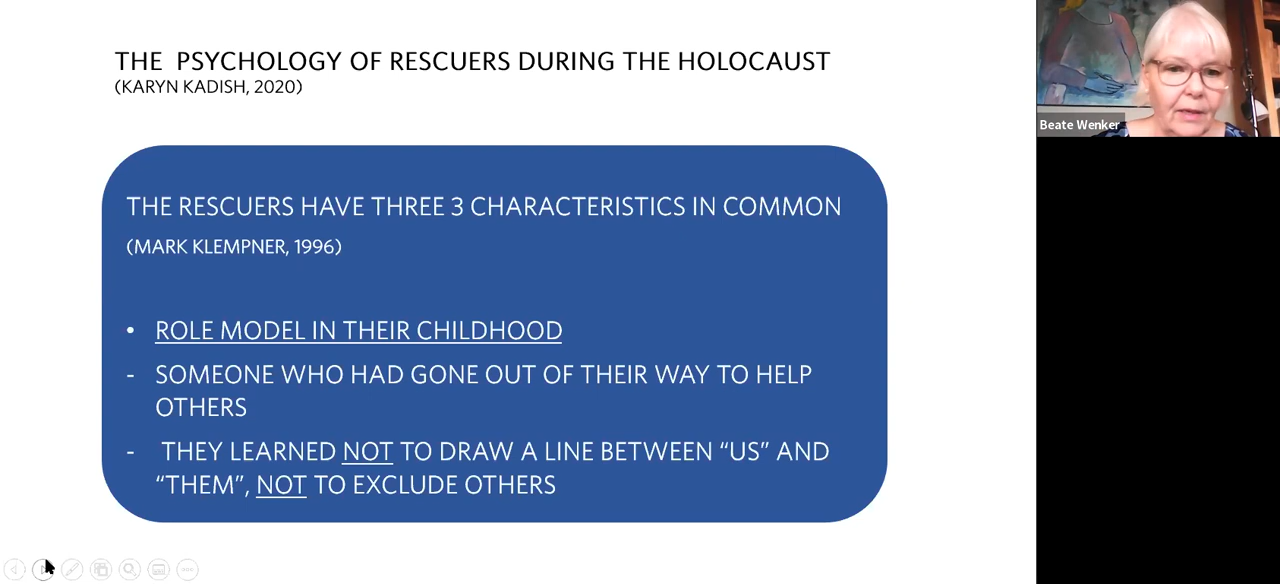 THE PSYCHOLOGY OF RESCUERS DURING THE HOLOCAUST
(KARYN KADISH, 2020)
THE RESCUERS HAVE THREE 3 CHARACTERISTICS IN COMMON
(MARK KLEMPNER, 1996)
• ROLE MODEL IN THEIR CHILDHOOD
- SOMEONE WHO HAD GONE OUT OF THEIR WAY TO HELP
OTHERS
- THEY LEARNED NOT TO DRAW A LINE BETWEEN “US” AND
“THEM”, NOT TO EXCLUDE OTHERS
Beate Wenker